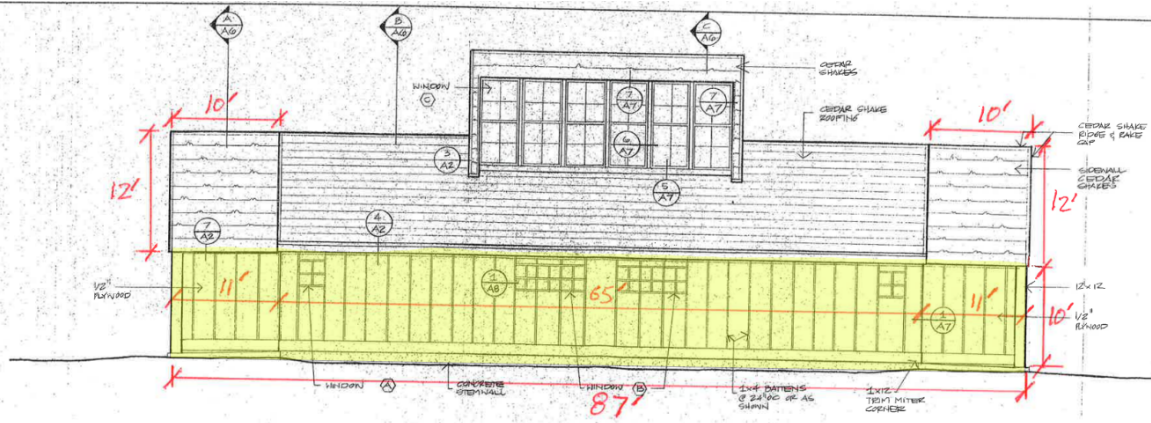 A
A6
B
A6
C
A6
CEDAR
SHAKES
WINDOW
C
7
A7
7
A7
10'
CEDAR SHAKE
ROOFING
10'
CEDAR SHAKE
RIDGE & RAKE
CAP
6
A7
3
A2
SIDEWALL
CEDAR
SHAKES
5
A7
12'
12'
7
A2
4
A2
1/2"
PLYWOOD
11'
1
A8
65'
11'
12x12
10'
1
A7
1/2"
PLYWOOD
WINDOW A
CONCRETE
STEMWALL
WINDOW B
1x4 BATTENS
@ 24"OC OR AS
SHOWN
1x12
TRIM MITER
CORNER
87'